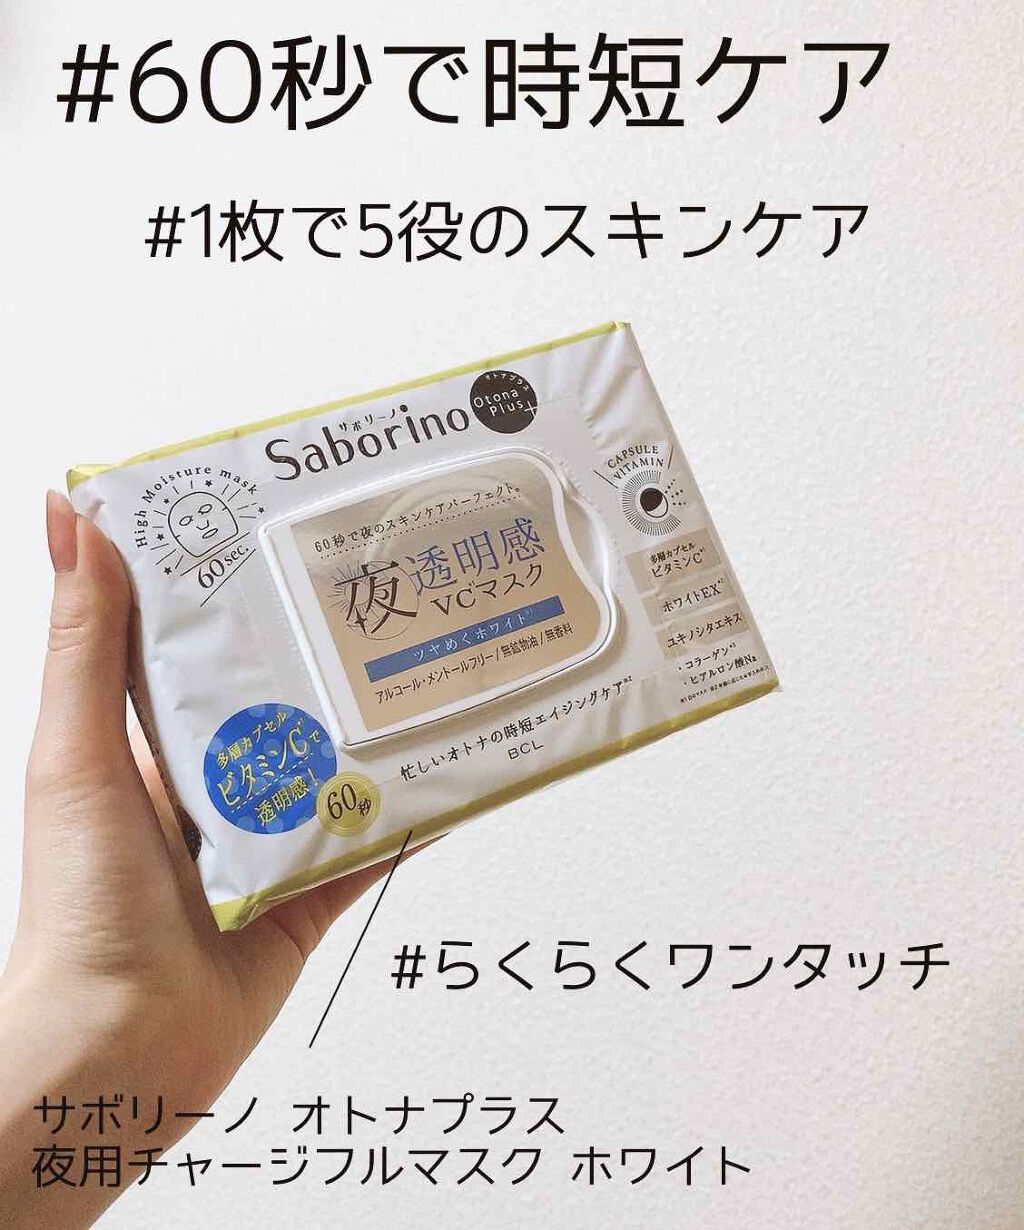 #60秒で時短ケア
#1枚で5役のスキンケア
オトナプラス
Otona
Plus+
サボリーノ
Saborino
High Moisture mask
60sec.
CAPSULE
VITAMIN
60秒で夜のスキンケアパーフェクト。
夜透明感
VCマスク
ツヤめくホワイト
アルコール・メントールフリー/無鉱物油/無香料
多層カプセル
ビタミンC
ホワイトEX
ユキノシタエキス
・コラーゲン
・ヒアルロン酸Na
多層カプセル
ビタミンCで
透明感!
60秒
忙しいオトナの時短エイジングケア※2
BCL
#らくらくワンタッチ
サボリーノ オトナプラス
夜用チャージフルマスク ホワイト